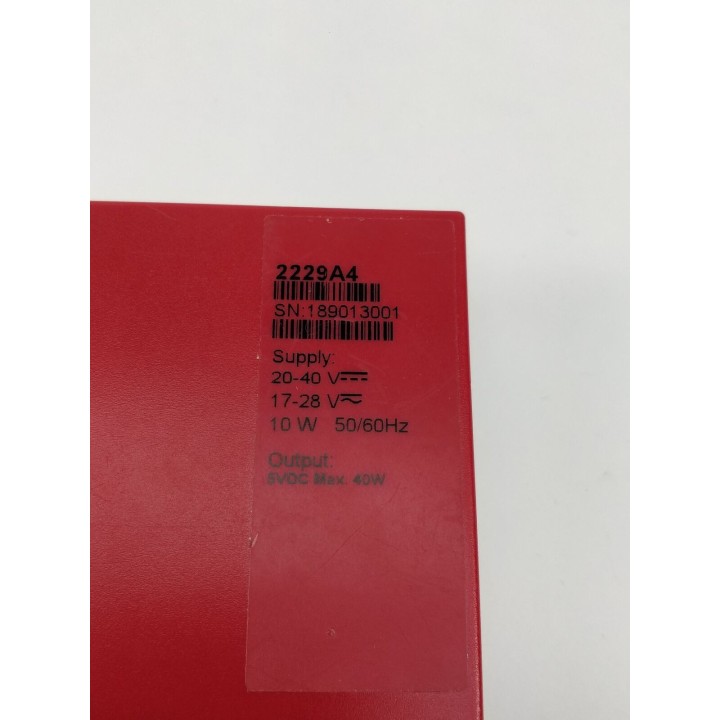 2229A4
SN:189013001
Supply:
20-40 V⎓
17-28 V⏦
10 W 50/60Hz
Output:
5VDC Max. 40W